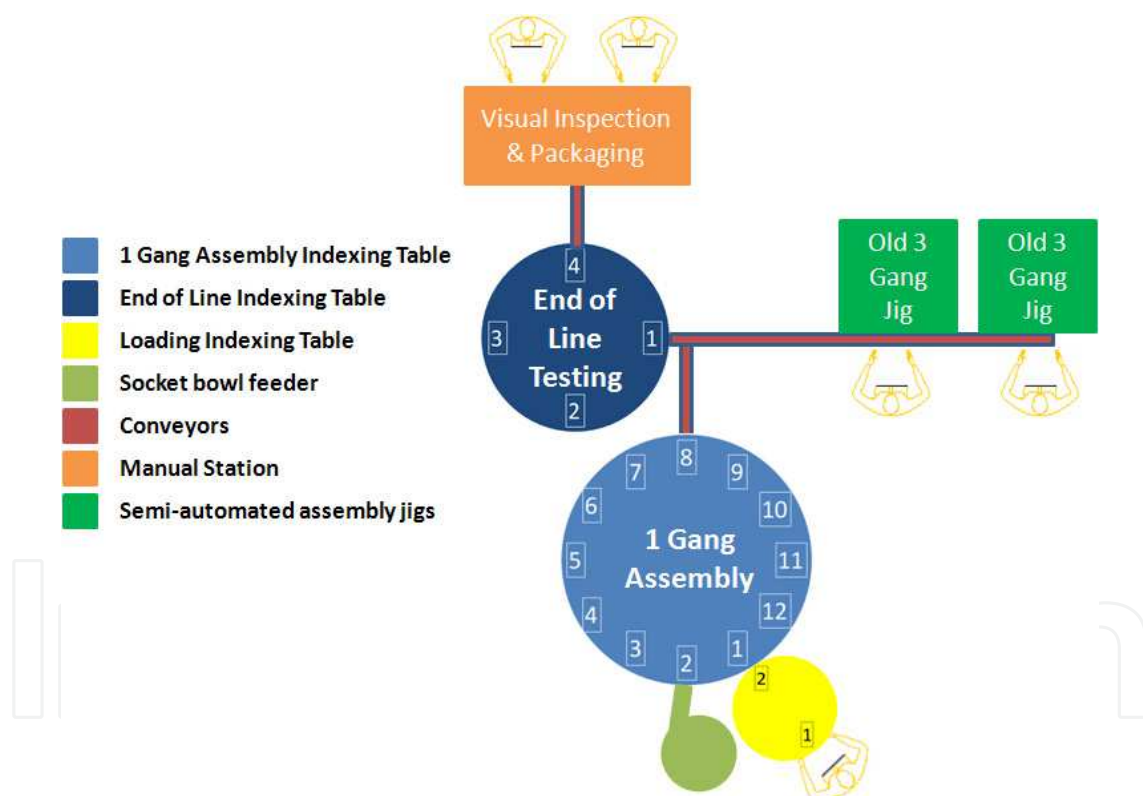 Visual Inspection
& Packaging
1 Gang Assembly Indexing Table
End of Line Indexing Table
Loading Indexing Table
Socket bowl feeder
Conveyors
Manual Station
Semi-automated assembly jigs
4
End of
3
Line
1
Testing
2
Old 3
Gang
Jig
Old 3
Gang
Jig
8
7
9
6
10
1 Gang
5
11
Assembly
4
12
3
1
2
2
1